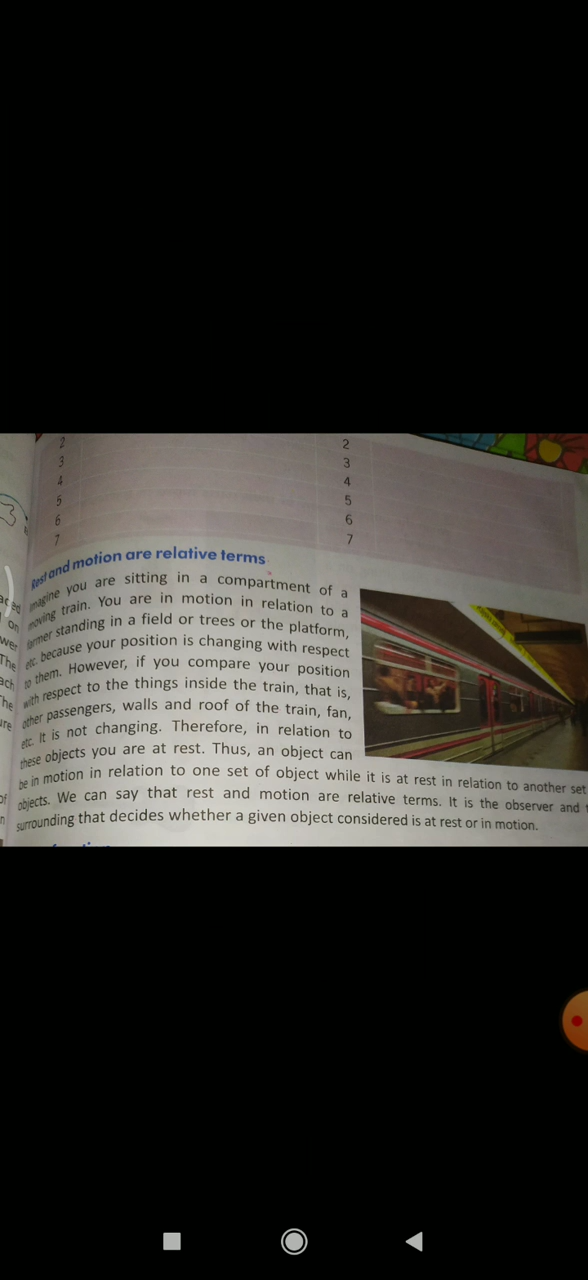 2 2
3 3
4 4
5 5
6 6
7 7
Rest and motion are relative terms
Imagine you are sitting in a compartment of a
moving train. You are in motion in relation to a
farmer standing in a field or trees or the platform,
etc. because your position is changing with respect
to them. However, if you compare your position
with respect to the things inside the train, that is,
other passengers, walls and roof of the train, fan,
etc. It is not changing. Therefore, in relation to
these objects you are at rest. Thus, an object can
be in motion in relation to one set of object while it is at rest in relation to another set
objects. We can say that rest and motion are relative terms. It is the observer and
surrounding that decides whether a given object considered is at rest or in motion.